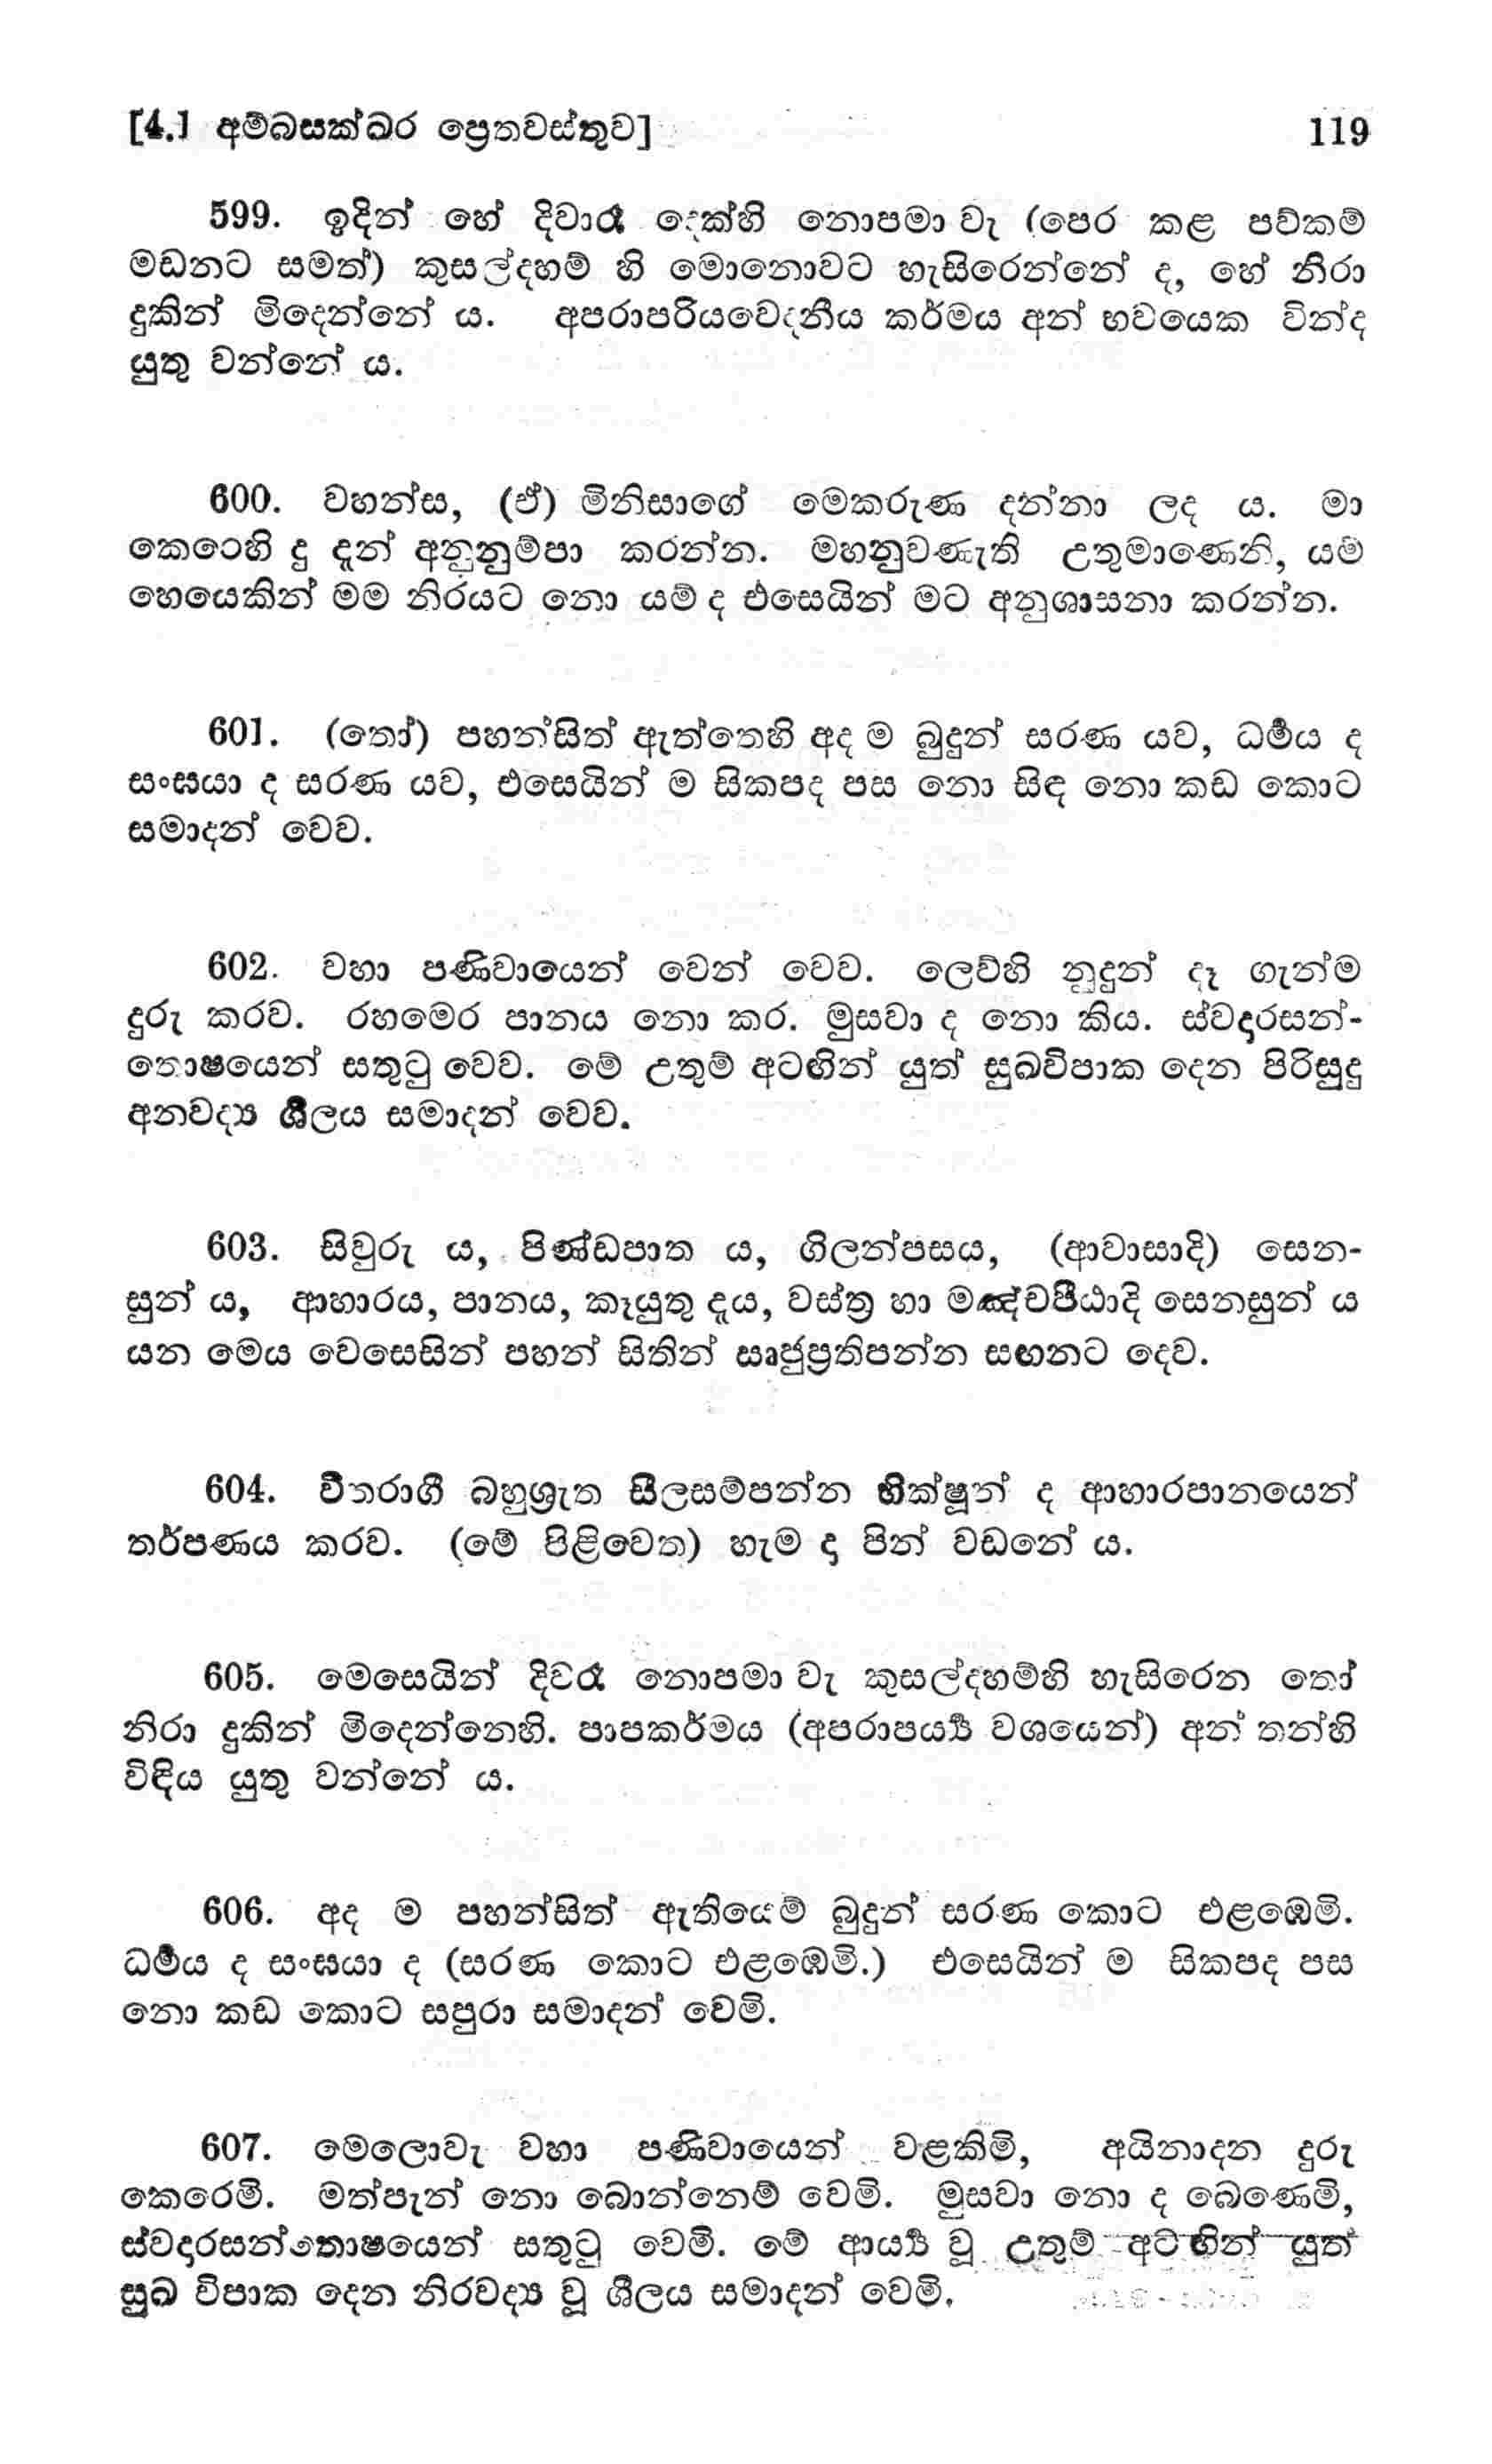 [4.] අම්බසක්ඛර ප්‍රෙතවස්තුව] 119
599. ඉදින් හේ දිවාරෑ දෙක්හි නොපමා වැ (පෙර කළ පව්කම්
මඩනට සමත්) කුසල්දහම් හි මොනොවට හැසිරෙන්නේ ද, හේ නිරා
දුකින් මිදෙන්නේ ය. අපරාපරියවෙදනීය කර්මය අන් භවයෙක වින්ද
යුතු වන්නේ ය.
600. වහන්ස, (ඒ) මිනිසාගේ මෙකරුණ දන්නා ලද ය. මා
කෙරෙහි දු දැන් අනුනුම්පා කරන්න. මහනුවණැති උතුමාණෙනි, යම්
හෙයෙකින් මම නිරයට නො යම් ද එසෙයින් මට අනුශාසනා කරන්න.
601. (තෝ) පහන්සිත් ඇත්තෙහි අද ම බුදුන් සරණ යව, ධර්‍මය ද
සංඝයා ද සරණ යව, එසෙයින් ම සිකපද පස නො සිඳ නො කඩ කොට
සමාදන් වෙව.
602. වහා පණිවායෙන් වෙන් වෙව. ලෙව්හි නුදුන් දෑ ගැන්ම
දුරු කරව. රහමෙර පානය නො කර. මුසවා ද නො කිය. ස්වදාරසන්-
තොෂයෙන් සතුටු වෙව. මේ උතුම් අටඟින් යුත් සුඛවිපාක දෙන පිරිසුදු
අනවද්‍ය ශීලය සමාදන් වෙව.
603. සිවුරු ය, පිණ්ඩපාත ය, ගිලන්පසය, (ආවාසාදි) සෙන-
සුන් ය, ආහාරය, පානය, කෑයුතු දැය, වස්ත්‍ර හා මඤ්චපීඨාදි සෙනසුන් ය
යන මෙය වෙසෙසින් පහන් සිතින් ඍජුප්‍රතිපන්න සඟනට දෙව.
604. වීතරාගී බහුශ්‍රැත සීලසම්පන්න භික්ෂූන් ද ආහාරපානයෙන්
තර්පණය කරව. (මේ පිළිවෙත) හැම දා පින් වඩනේ ය.
605. මෙසෙයින් දිවරෑ නොපමා වැ කුසල්දහම්හි හැසිරෙන තෝ
නිරා දුකින් මිදෙන්නෙහි. පාපකර්මය (අපරාපර්‍ය්‍ය වශයෙන්) අන් තන්හි
විඳිය යුතු වන්නේ ය.
606. අද ම පහන්සිත් ඇතියෙම් බුදුන් සරණ කොට එළඹෙමි.
ධර්‍මය ද සංඝයා ද (සරණ කොට එළඹෙමි.) එසෙයින් ම සිකපද පස
නො කඩ කොට සපුරා සමාදන් වෙමි.
607. මෙලොවැ වහා පණිවායෙන් වළකිමි, අයිනාදන දුරු
කෙරෙමි. මත්පැන් නො බොන්නෙම් වෙමි. මුසවා නො ද බෙණෙමි,
ස්වදාරසන්තොෂයෙන් සතුටු වෙමි. මේ ආර්‍ය්‍ය වූ උතුම් අටඟින් යුත්
සුඛ විපාක දෙන නිරවද්‍ය වූ ශීලය සමාදන් වෙමි.